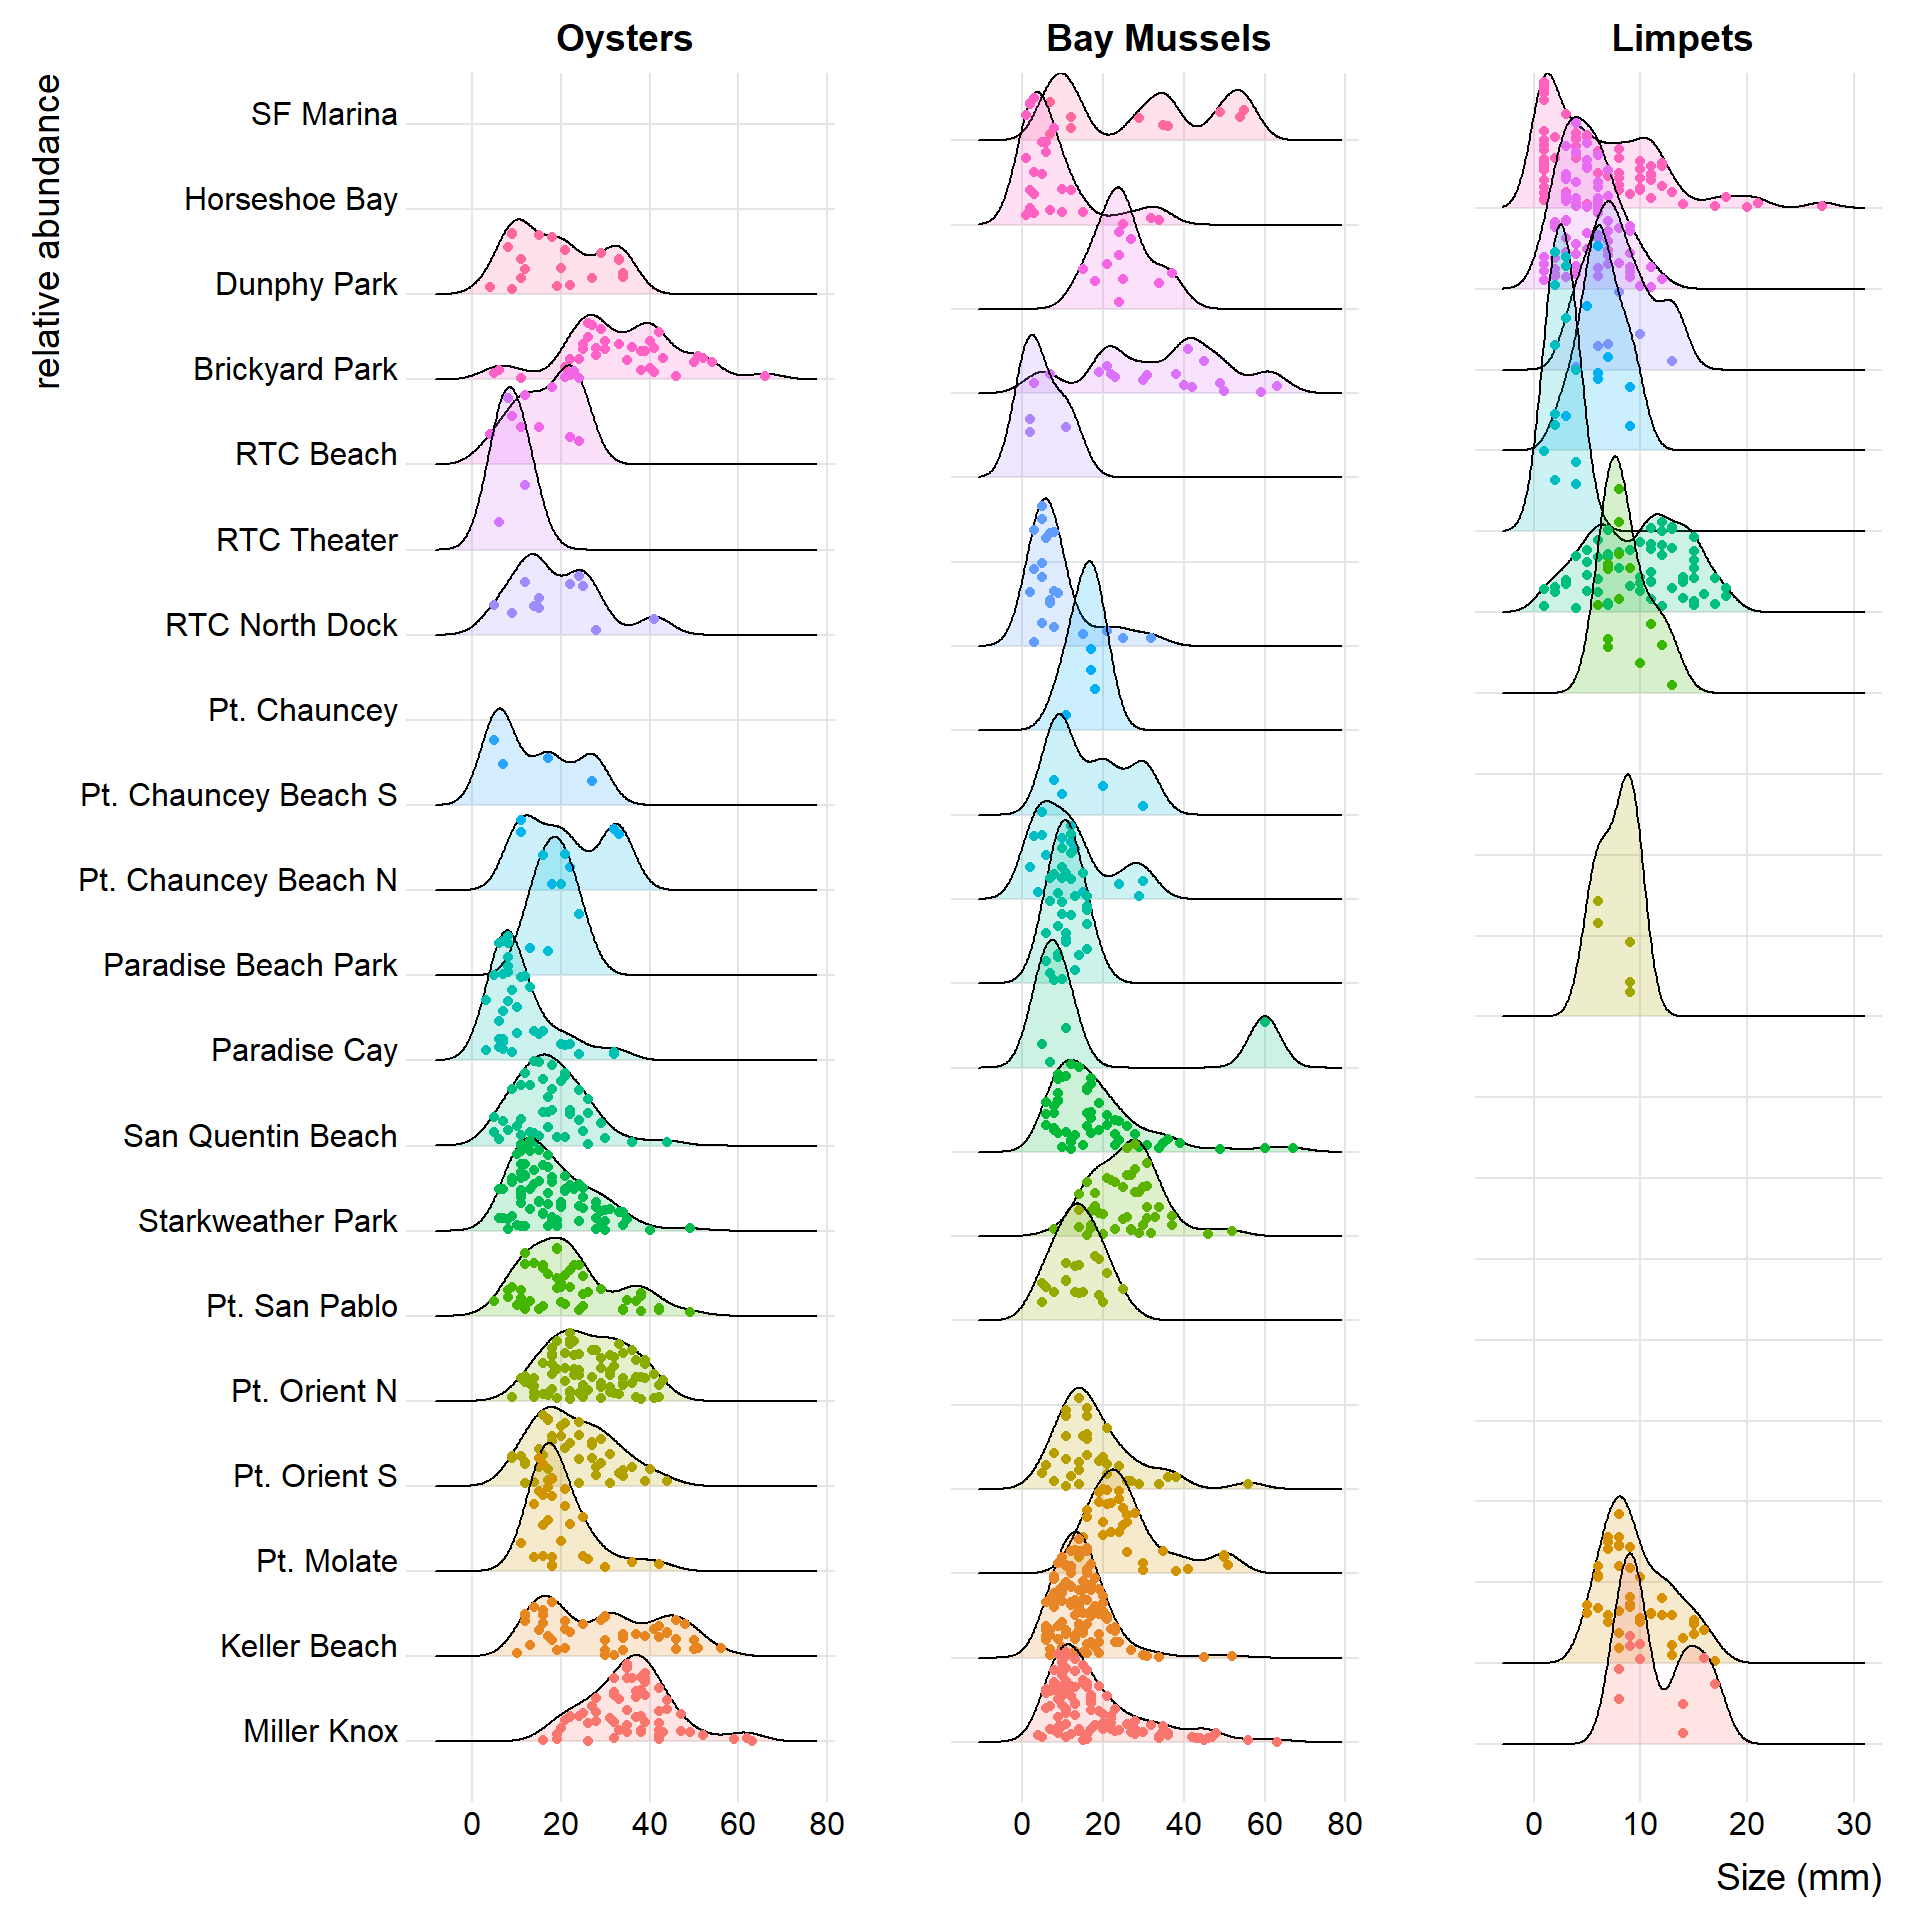 Oysters
Bay Mussels
Limpets
relative abundance
SF Marina
Horseshoe Bay
Dunphy Park
Brickyard Park
RTC Beach
RTC Theater
RTC North Dock
Pt. Chauncey
Pt. Chauncey Beach S
Pt. Chauncey Beach N
Paradise Beach Park
Paradise Cay
San Quentin Beach
Starkweather Park
Pt. San Pablo
Pt. Orient N
Pt. Orient S
Pt. Molate
Keller Beach
Miller Knox
0 20 40 60 80
0 20 40 60 80
0 10 20 30
Size (mm)